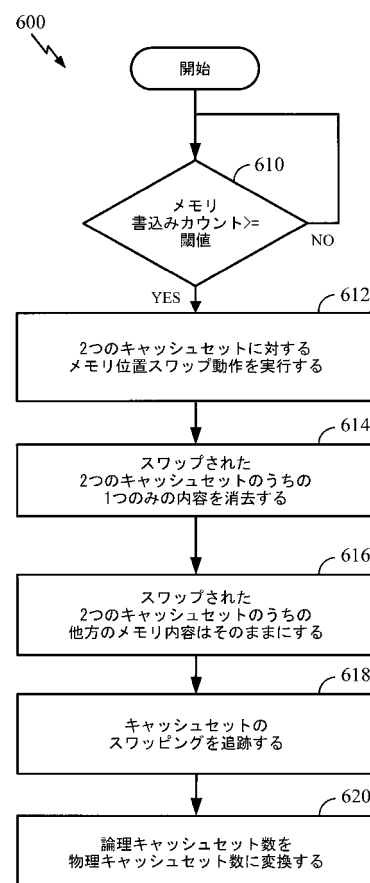 600
開始
610
メモリ
書込みカウント>=
閾値
NO
YES
612
2つのキャッシュセットに対する
メモリ位置スワップ動作を実行する
614
スワップされた
2つのキャッシュセットのうちの
1つのみの内容を消去する
616
スワップされた
2つのキャッシュセットのうちの
他方のメモリ内容はそのままにする
618
キャッシュセットの
スワッピングを追跡する
620
論理キャッシュセット数を
物理キャッシュセット数に変換する